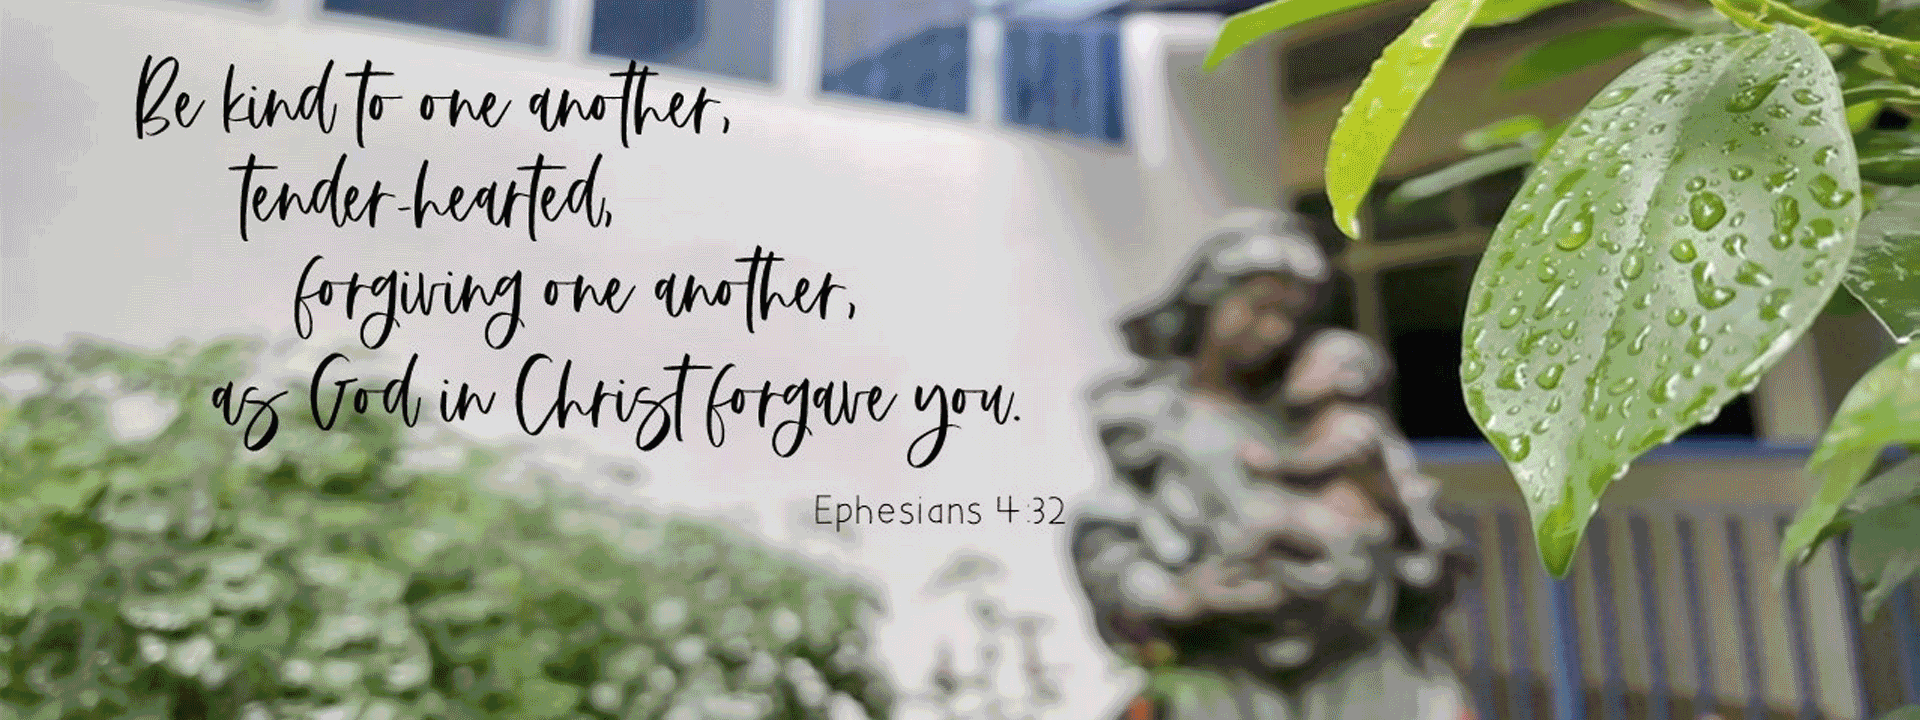 Be kind to one another,
tender-hearted,
forgiving one another,
as God in Christ forgave you.
Ephesians 4:32